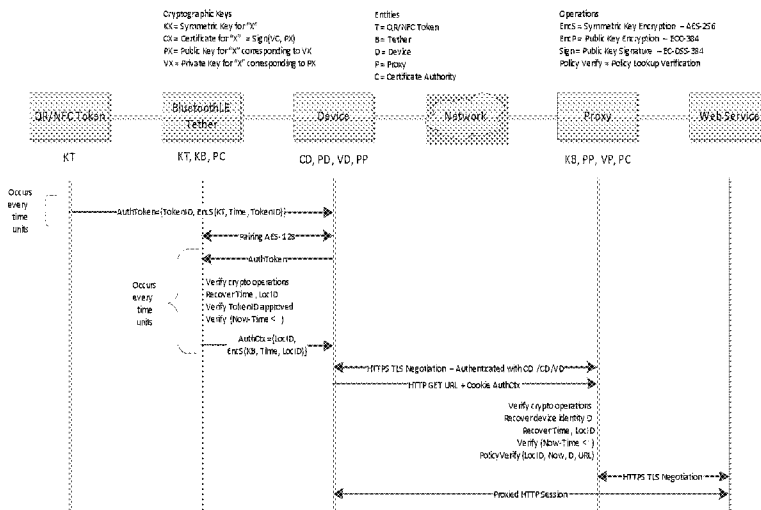 Cryptographic Keys
KX = Symmetric Key for "X"
CX = Certificate for "X" = Sign(VC, PX)
PX = Public Key for "X" corresponding to VX
VX = Private Key for "X" corresponding to PX
Entities
T = QR/NFC Token
B = Tether
D = Device
P = Proxy
C = Certificate Authority
Operations
EncS = Symmetric Key Encryption – AES-256
EncP = Public Key Encryption – ECC-384
Sign = Public Key Signature – EC-DSS-384
Policy Verify = Policy Lookup Verification
QR/NFC Token
BluetoothLE
Tether
Device
Network
Proxy
Web Service
KT
KT, KB, PC
CD, PD, VD, PP
KB, PP, VP, PC
Occurs
every
time
units
AuthToken={TokenID, EncS(KT, Time, TokenID)}
Pairing AES-128
AuthToken
Occurs
every
time
units
Verify crypto operations
Recover Time, LocID
Verify TokenID approved
Verify (Now-Time < )
AuthCtx={LocID,
EncS(KB, Time, LocID)}
HTTPS TLS Negotiation – Authenticated with CD /CD/VD
HTTP GET URL + Cookie AuthCtx
Verify crypto operations
Recover device identity D
Recover Time, LocID
Verify (Now-Time < )
PolicyVerify(LocID, Now, D, URL)
HTTPS TLS Negotiation
Proxied HTTP Session